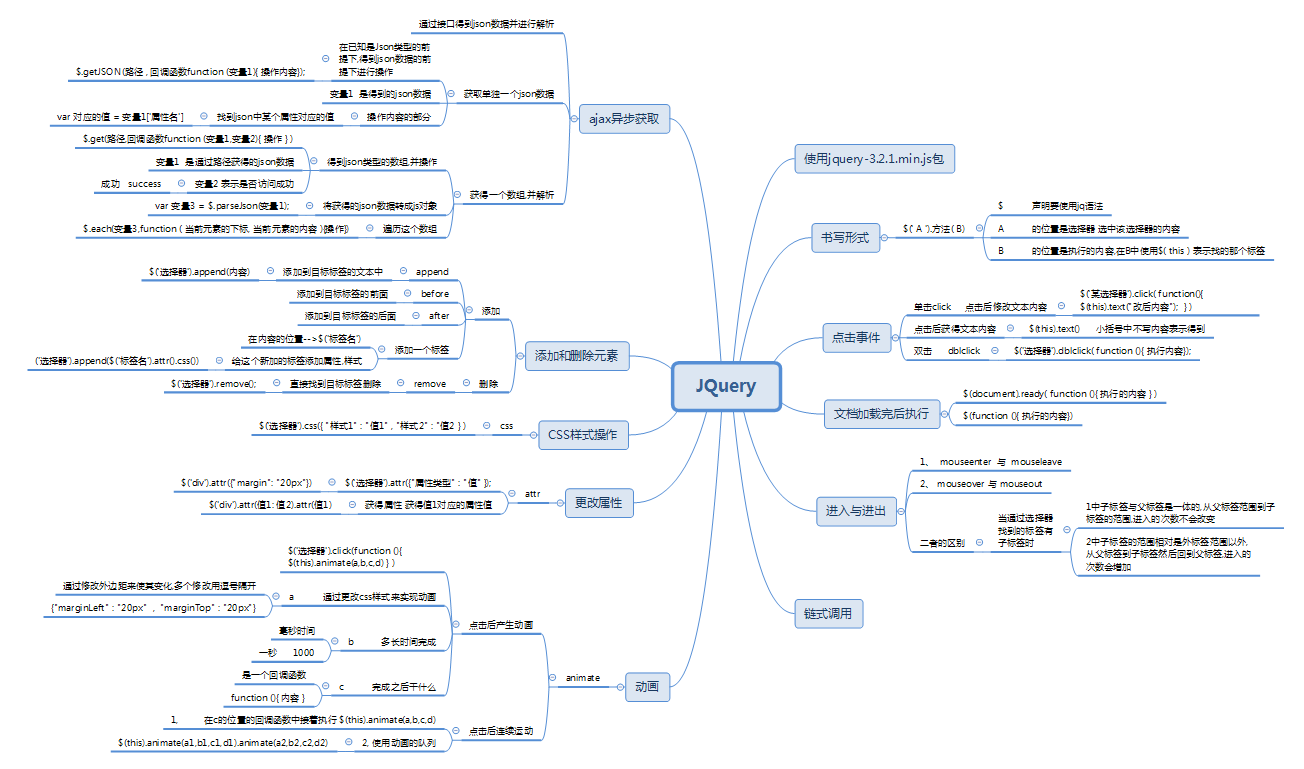 JQuery
使用jquery-3.2.1.min.js包
书写形式
$(' A ').方法( B)
$ 声明要使用jq语法
A 的位置是选择器 选中该选择器的内容
B 的位置是执行的内容,在B中使用$( this ) 表示找的那个标签
点击事件
单击click 点击后修改文本内容
$('某选择器').click( function(){
$(this).text("改后内容"); } )
点击后获得文本内容
$(this).text() 小括号中不写内容表示得到
双击 dblclick
$('选择器').dblclick( function (){ 执行内容});
文档加载完后执行
$(document).ready( function (){ 执行的内容 } )
$(function (){ 执行的内容})
进入与进出
1、 mouseenter 与 mouseleave
2、 mouseover 与 mouseout
二者的区别
当通过选择器
找到的标签有
子标签时
1中子标签与父标签是一体的,从父标签范围到子
标签的范围,进入的次数不会改变
2中子标签的范围相对是外标签范围以外,
从父标签到子标签然后回到父标签,进入的
次数会增加
链式调用
ajax异步获取
通过接口得到json数据并进行解析
获取单独一个json数据
在已知是Json类型的前
提下,得到json数据的前
提下进行操作
$.getJSON (路径 , 回调函数function (变量1){ 操作内容});
变量1 是得到的json数据
操作内容的部分
找到json中某个属性对应的值
var 对应的值 = 变量1['属性名']
获得一个数组,并解析
得到json类型的数组,并操作
$.get(路径,回调函数function (变量1,变量2){ 操作 } )
变量1 是通过路径获得的json数据
变量2 表示是否访问成功
成功 success
将获得的json数据转成js对象
var 变量3 = $.parseJson(变量1);
遍历这个数组
$.each(变量3,function ( 当前元素的下标, 当前元素的内容 ){操作})
添加和删除元素
添加
append
添加到目标标签的文本中
$('选择器').append(内容)
before
添加到目标标签的前面
after
添加到目标标签的后面
添加一个标签
在内容的位置-->$('标签名')
给这个新加的标签添加属性,样式
('选择器').append($('标签名').attr().css())
删除
remove
直接找到目标标签删除
$('选择器').remove();
CSS样式操作
css
$('选择器').css({ " 样式1" : "值1" , "样式2" : "值2 } )
更改属性
attr
$('选择器').attr({"属性类型" : "值" });
$('div').attr({"margin": "20px"})
获得属性 获得值1对应的属性值
$('div').attr(值1: 值2).attr(值1)
动画
animate
点击后产生动画
$('选择器').click(function (){
$(this).animate(a,b,c,d) } )
a 通过更改css样式来实现动画
通过修改外边距来使其变化,多个修改用逗号隔开
{"marginLeft" : "20px" , "marginTop" : "20px"}
b 多长时间完成
毫秒时间
一秒 1000
c 完成之后干什么
是一个回调函数
function (){ 内容 }
点击后连续运动
1、 在c的位置的回调函数中接着执行 $(this).animate(a,b,c,d)
2, 使用动画的队列
$(this).animate(a1,b1,c1,d1).animate(a2,b2,c2,d2)